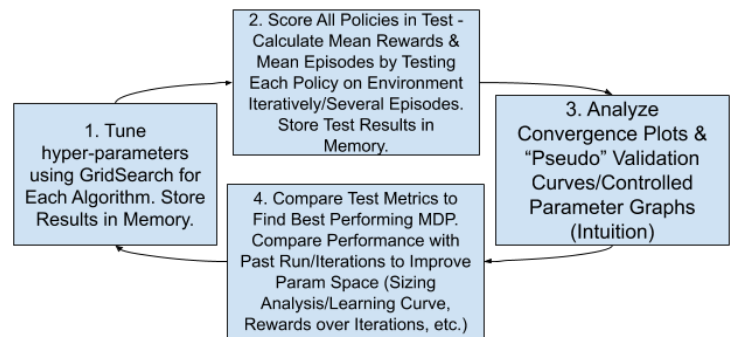 1. Tune
hyper-parameters
using GridSearch for
Each Algorithm. Store
Results in Memory.
2. Score All Policies in Test -
Calculate Mean Rewards &
Mean Episodes by Testing
Each Policy on Environment
Iteratively/Several Episodes.
Store Test Results in
Memory.
3. Analyze
Convergence Plots &
“Pseudo” Validation
Curves/Controlled
Parameter Graphs
(Intuition)
4. Compare Test Metrics to
Find Best Performing MDP.
Compare Performance with
Past Run/Iterations to Improve
Param Space (Sizing
Analysis/Learning Curve,
Rewards over Iterations, etc.)